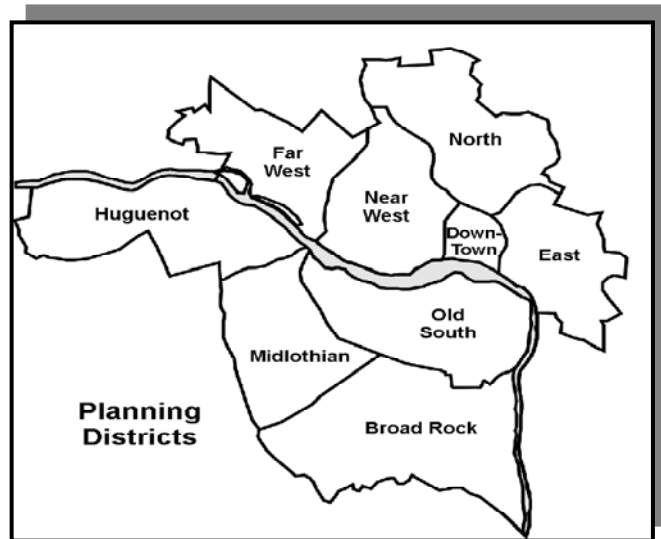 North
Far
West
Near
West
Huguenot
Down-
Town
East
Old
South
Midlothian
Planning
Districts
Broad Rock